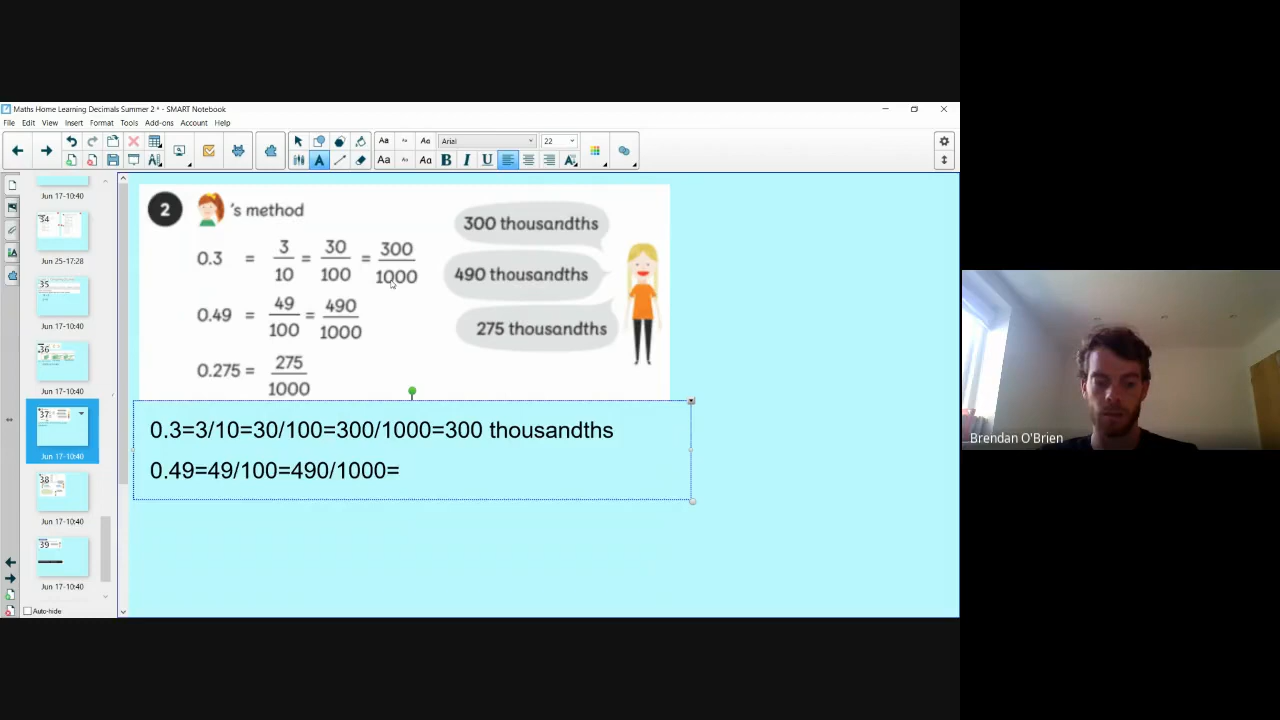 Maths Home Learning Decimals Summer 2 * - SMART Notebook
File Edit View Insert Format Tools Add-ons Account Help
Arial 22
Jun 17-10:40
34
Jun 25-17:28
35
Jun 17-10:40
36
Jun 17-10:40
37
Jun 17-10:40
38
Jun 17-10:40
39
Jun 17-10:40
Auto-hide
2 's method
0.3 = 3/10 = 30/100 = 300/1000
0.49 = 49/100 = 490/1000
0.275 = 275/1000
300 thousandths
490 thousandths
275 thousandths
0.3=3/10=30/100=300/1000=300 thousandths
0.49=49/100=490/1000=
Brendan O'Brien